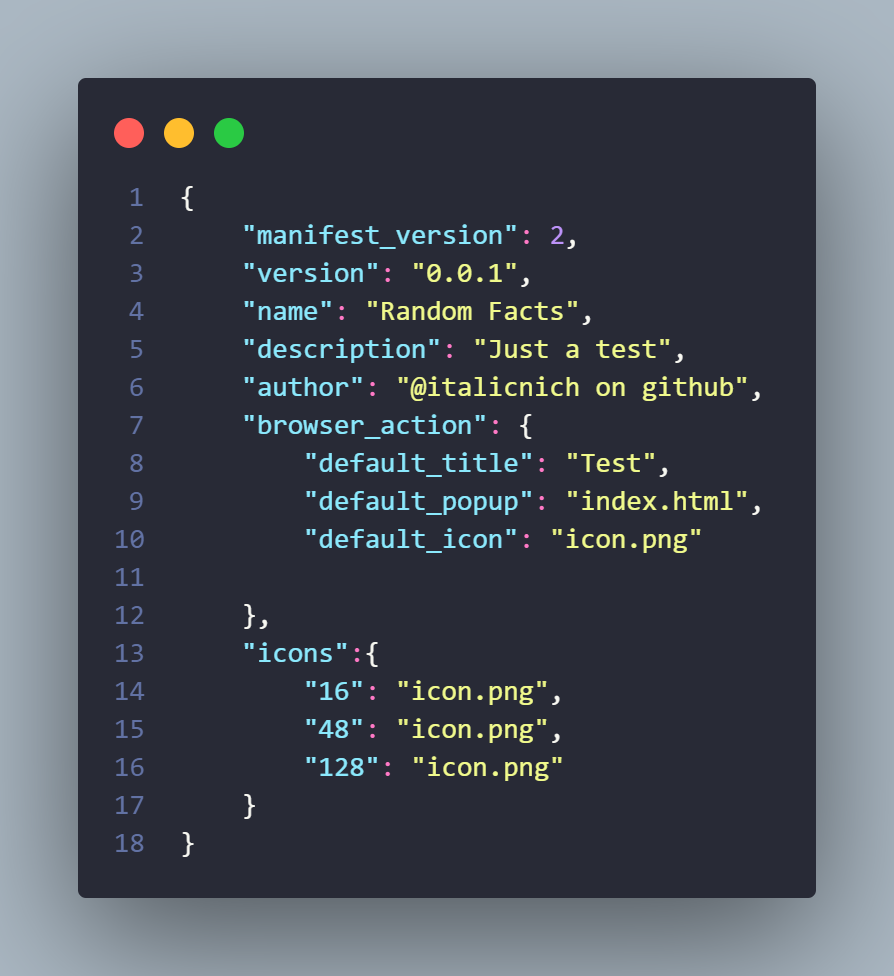 1 {
2     "manifest_version": 2,
3     "version": "0.0.1",
4     "name": "Random Facts",
5     "description": "Just a test",
6     "author": "@italicnich on github",
7     "browser_action": {
8         "default_title": "Test",
9         "default_popup": "index.html",
10         "default_icon": "icon.png"
11
12     },
13     "icons":{
14         "16": "icon.png",
15         "48": "icon.png",
16         "128": "icon.png"
17     }
18 }